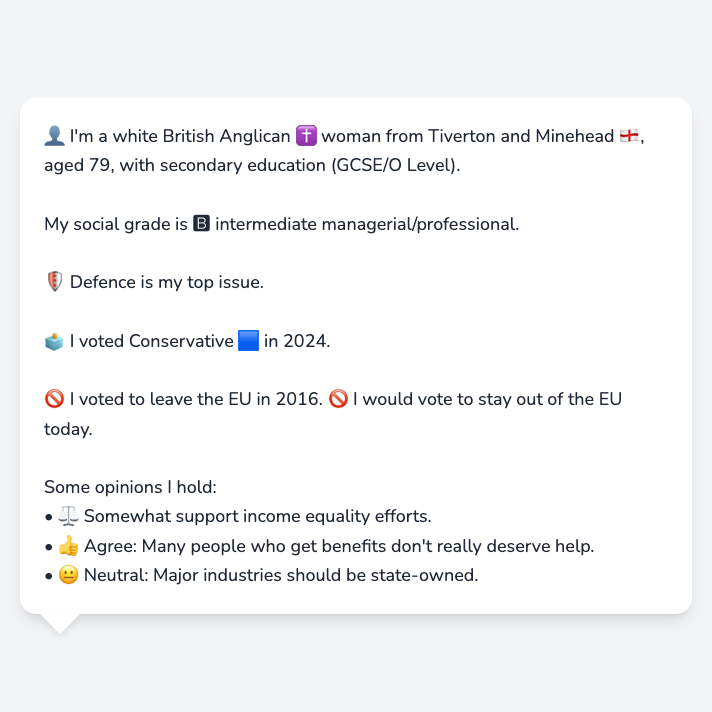 👤 I'm a white British Anglican ✝️ woman from Tiverton and Minehead 🏴󠁧󠁢󠁥󠁮󠁧󠁿,
aged 79, with secondary education (GCSE/O Level).
My social grade is 🅱 intermediate managerial/professional.
🛡️ Defence is my top issue.
🗳️ I voted Conservative 🟦 in 2024.
🚫 I voted to leave the EU in 2016. 🚫 I would vote to stay out of the EU
today.
Some opinions I hold:
• ⚖️ Somewhat support income equality efforts.
• 👍 Agree: Many people who get benefits don't really deserve help.
• 😐 Neutral: Major industries should be state-owned.